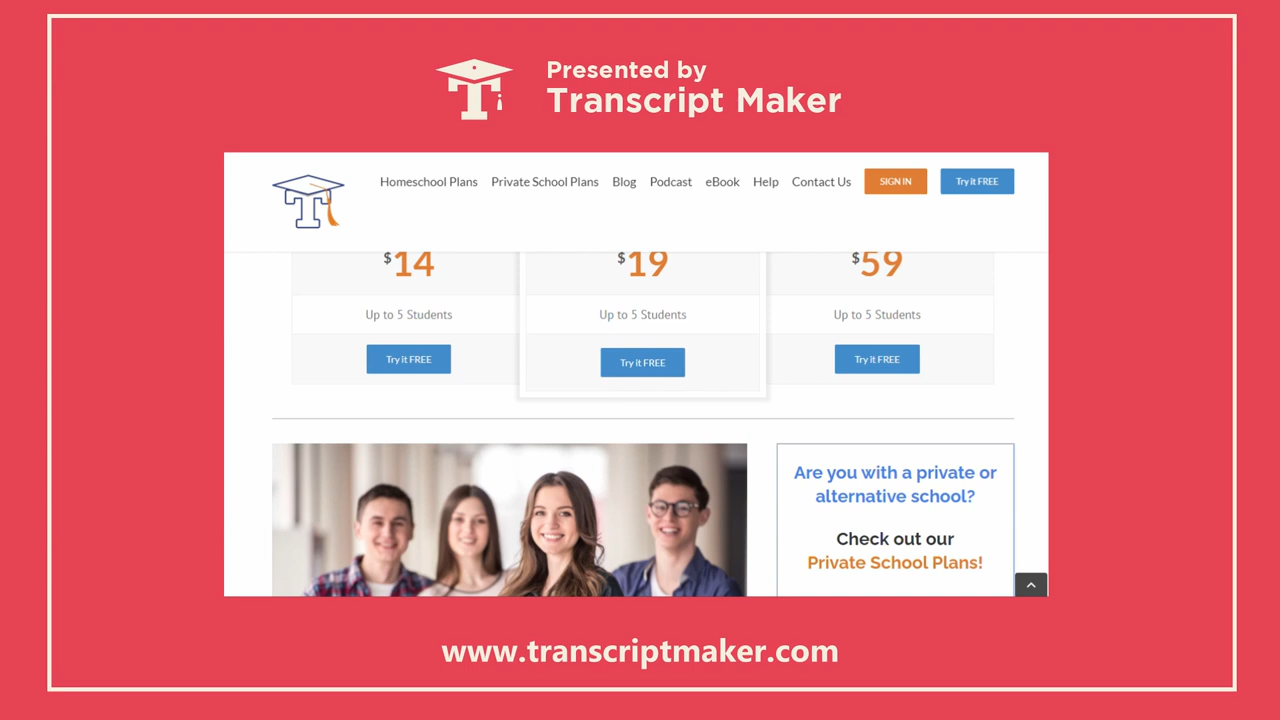 Presented by
Transcript Maker
Homeschool Plans Private School Plans Blog Podcast eBook Help Contact Us SIGN IN Try it FREE
$14 $19 $59
Up to 5 Students Up to 5 Students Up to 5 Students
Try it FREE Try it FREE Try it FREE
Are you with a private or
alternative school?
Check out our
Private School Plans!
www.transcriptmaker.com